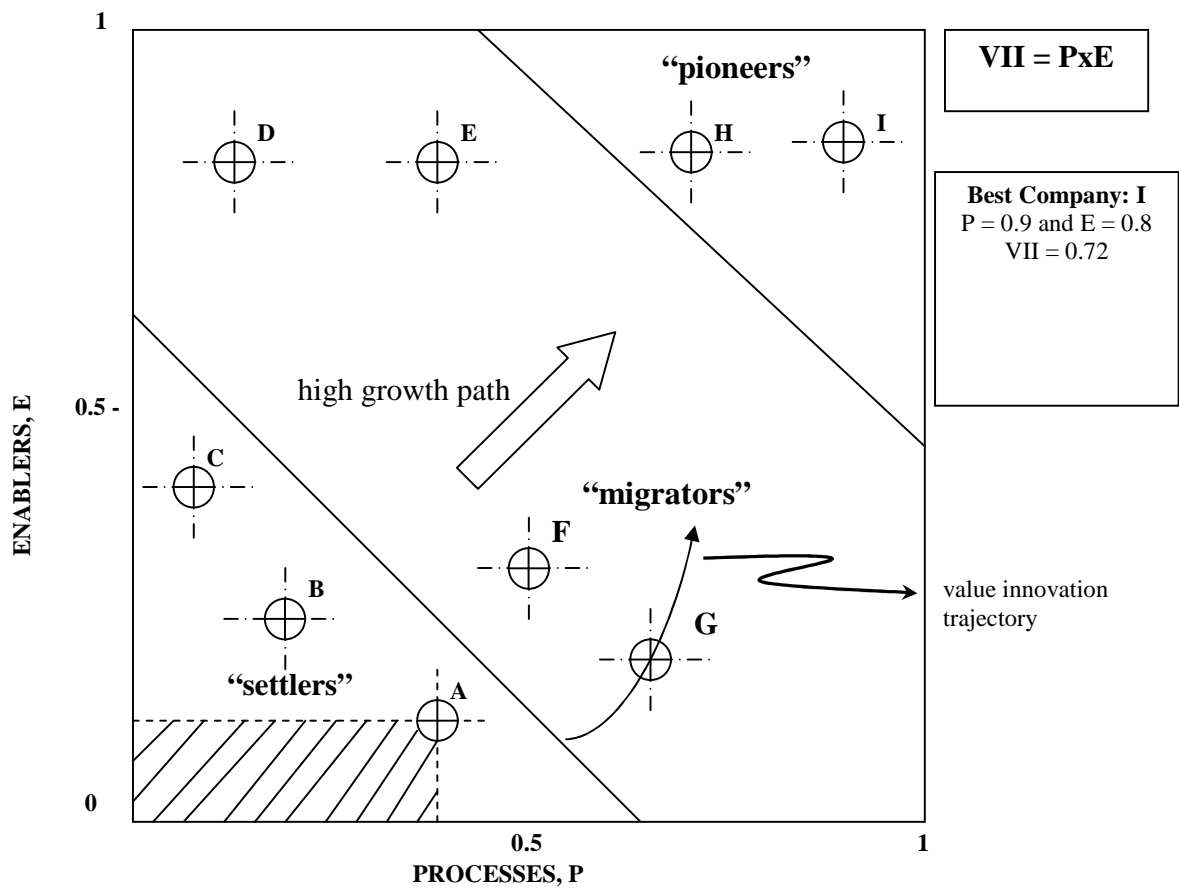 1
VII = PxE
“pioneers”
D
E
H
I
Best Company: I
P = 0.9 and E = 0.8
VII = 0.72
high growth path
0.5 -
ENABLERS, E
C
“migrators”
F
B
value innovation
trajectory
G
“settlers”
A
0
0.5
1
PROCESSES, P